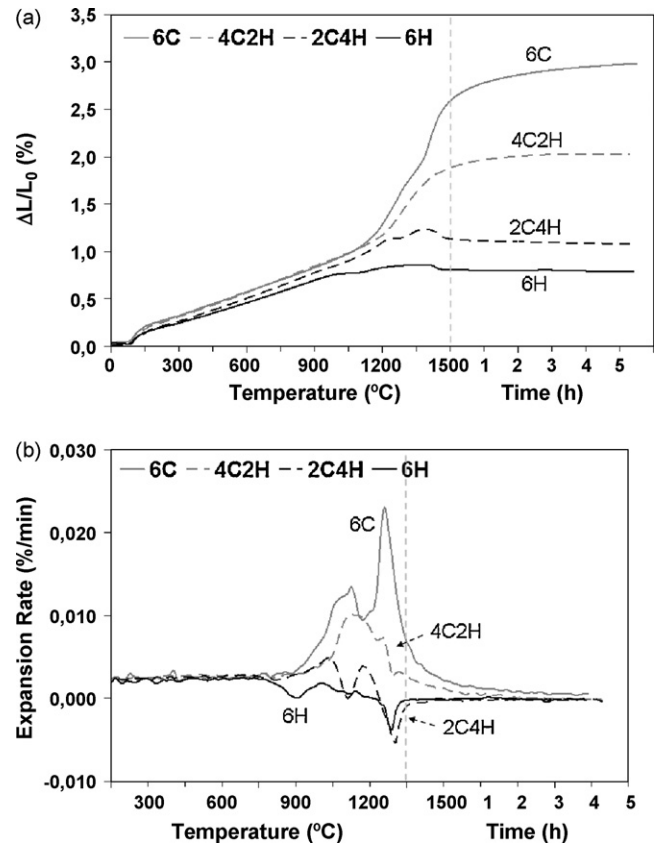 (a)
3,5
6C 4C2H 2C4H 6H
3,0
6C
2,5
2,0
4C2H
1,5
1,0
2C4H
0,5
6H
0,0
ΔL/L₀ (%)
0 300 600 900 1200 1500 1 2 3 4 5
Temperature (ºC) Time (h)
(b)
0,030
6C 4C2H 2C4H 6H
6C
0,020
0,010
4C2H
0,000
6H
2C4H
-0,010
Expansion Rate (%/min)
300 600 900 1200 1500 1 2 3 4 5
Temperature (ºC) Time (h)